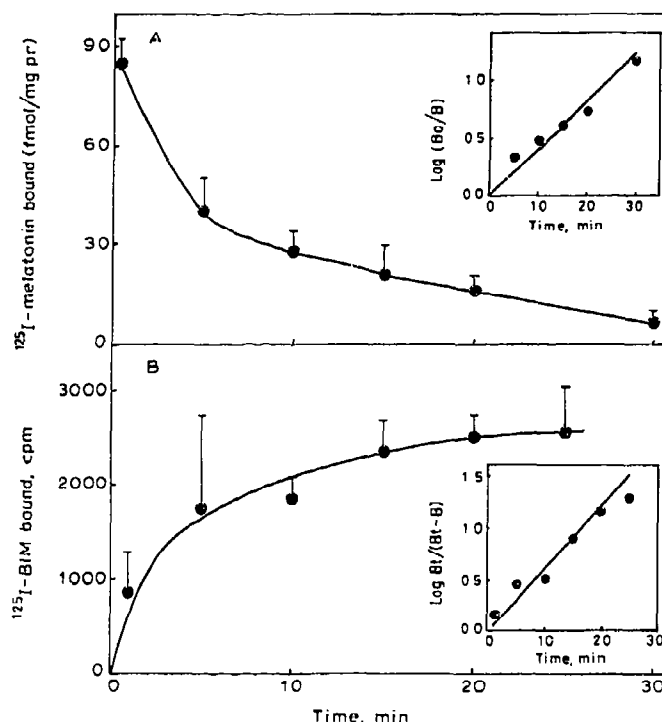 A
¹²⁵I-melatonin bound (fmol/mg pr)
90
60
30
0
Log (Bo/B)
1.0
0.5
0.0
0 10 20 30
Time, min
B
¹²⁵I-BIM bound, cpm
3000
2000
1000
0
Log Bt/(Bt-B)
1.5
1.0
0.5
0.0
0 10 20 30
Time, min
0 10 20 30
Time, min